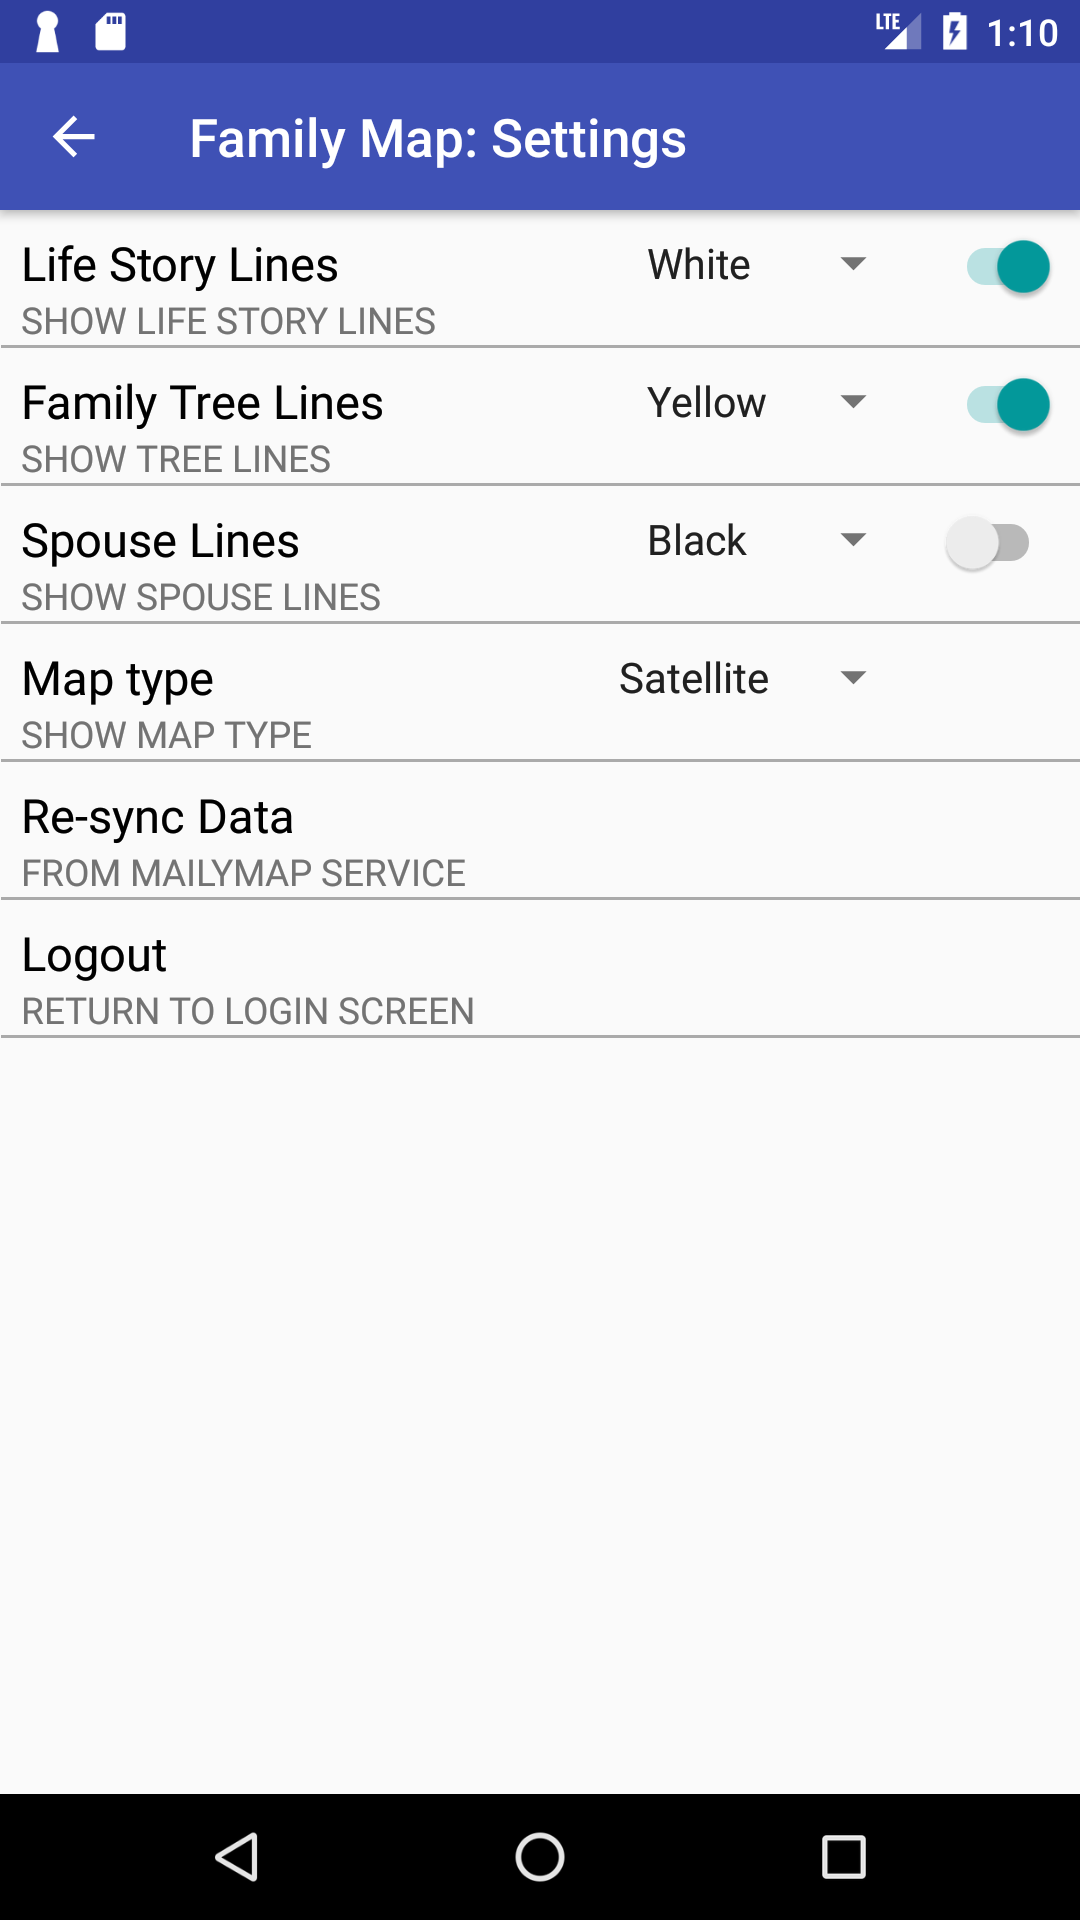 LTE 1:10
Family Map: Settings
Life Story Lines White
SHOW LIFE STORY LINES
Family Tree Lines Yellow
SHOW TREE LINES
Spouse Lines Black
SHOW SPOUSE LINES
Map type Satellite
SHOW MAP TYPE
Re-sync Data
FROM MAILYMAP SERVICE
Logout
RETURN TO LOGIN SCREEN